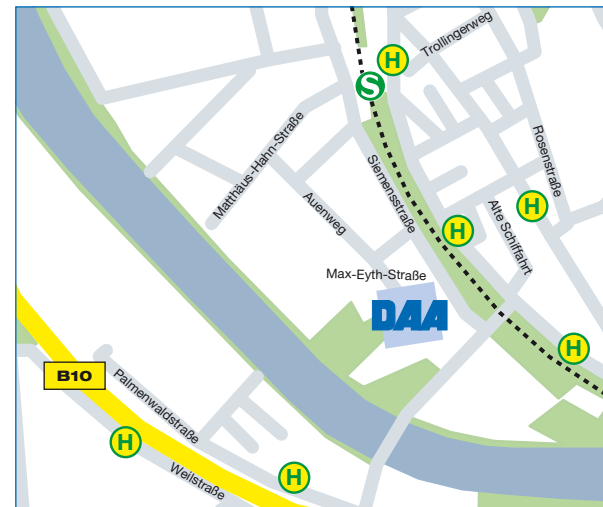 H
Trollingerweg
S
Matthäus-Hahn-Straße
Rosenstraße
Siemensstraße
Auenweg
H
Alte Schiffahrt
H
Max-Eyth-Straße
DAA
H
B10
Palmenwaldstraße
H
Weilstraße
H